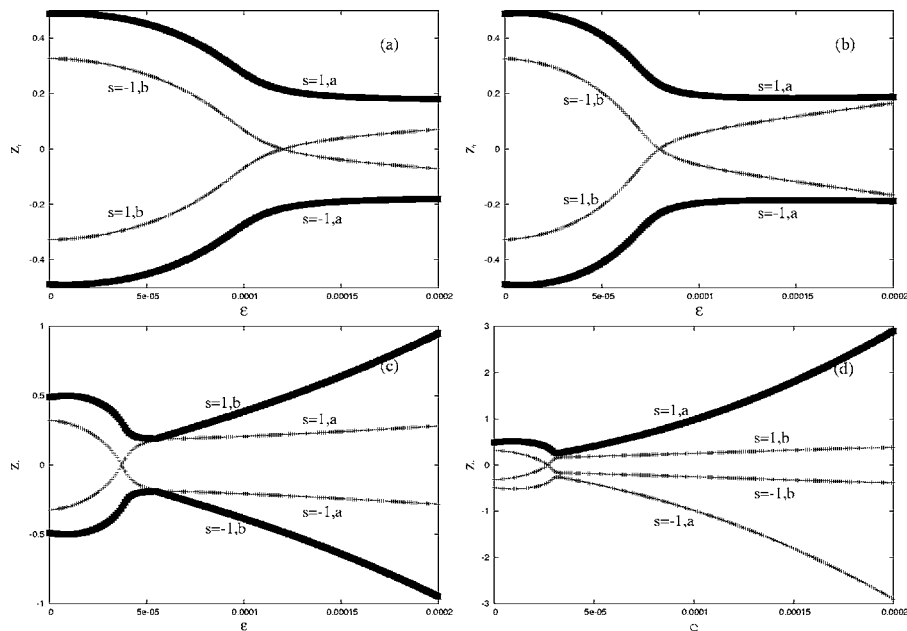 (a)
s=1,a
s=-1,b
s=1,b
s=-1,a
0.4
0.2
0
-0.2
-0.4
0
5e-05
0.0001
0.00015
0.0002
ε
(b)
s=1,a
s=-1,b
s=1,b
s=-1,a
0.4
0.2
0
-0.2
-0.4
0
5e-05
0.0001
0.00015
0.0002
ε
(c)
s=1,b
s=1,a
s=-1,a
s=-1,b
1
0.5
0
-0.5
-1
0
5e-05
0.0001
0.00015
0.0002
ε
(d)
s=1,a
s=1,b
s=-1,b
s=-1,a
3
2
1
0
-1
-2
-3
0
5e-05
0.0001
0.00015
0.0002